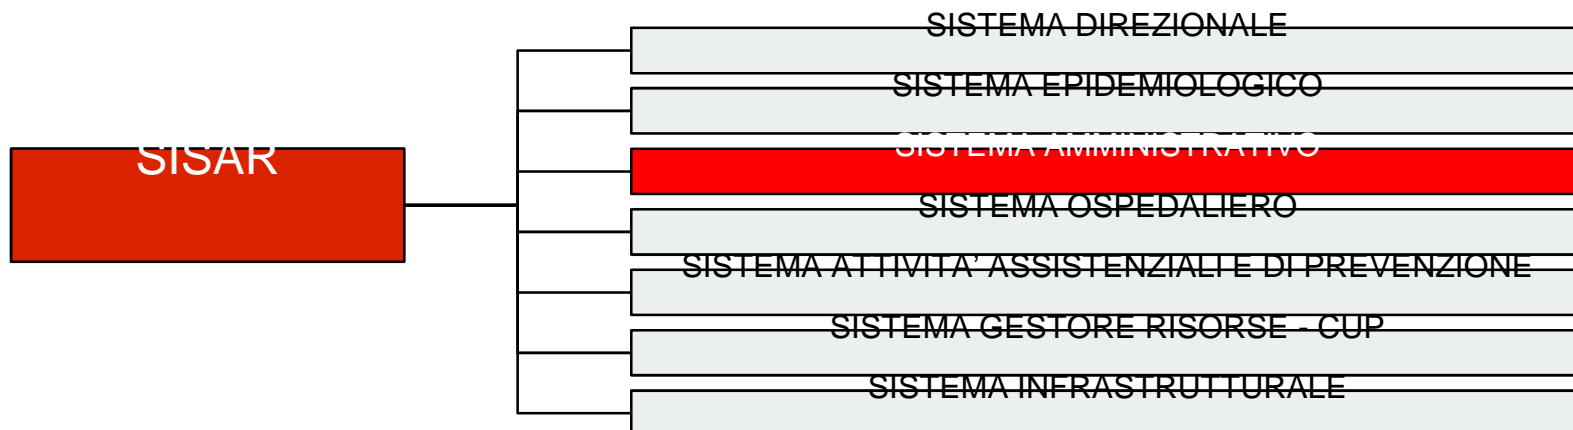 SISTEMA DIREZIONALE
SISTEMA EPIDEMIOLOGICO
SISTEMA AMMINISTRATIVO
SISAR
SISTEMA OSPEDALIERO
SISTEMA ATTIVITA’ ASSISTENZIALI E DI PREVENZIONE
SISTEMA GESTORE RISORSE - CUP
SISTEMA INFRASTRUTTURALE